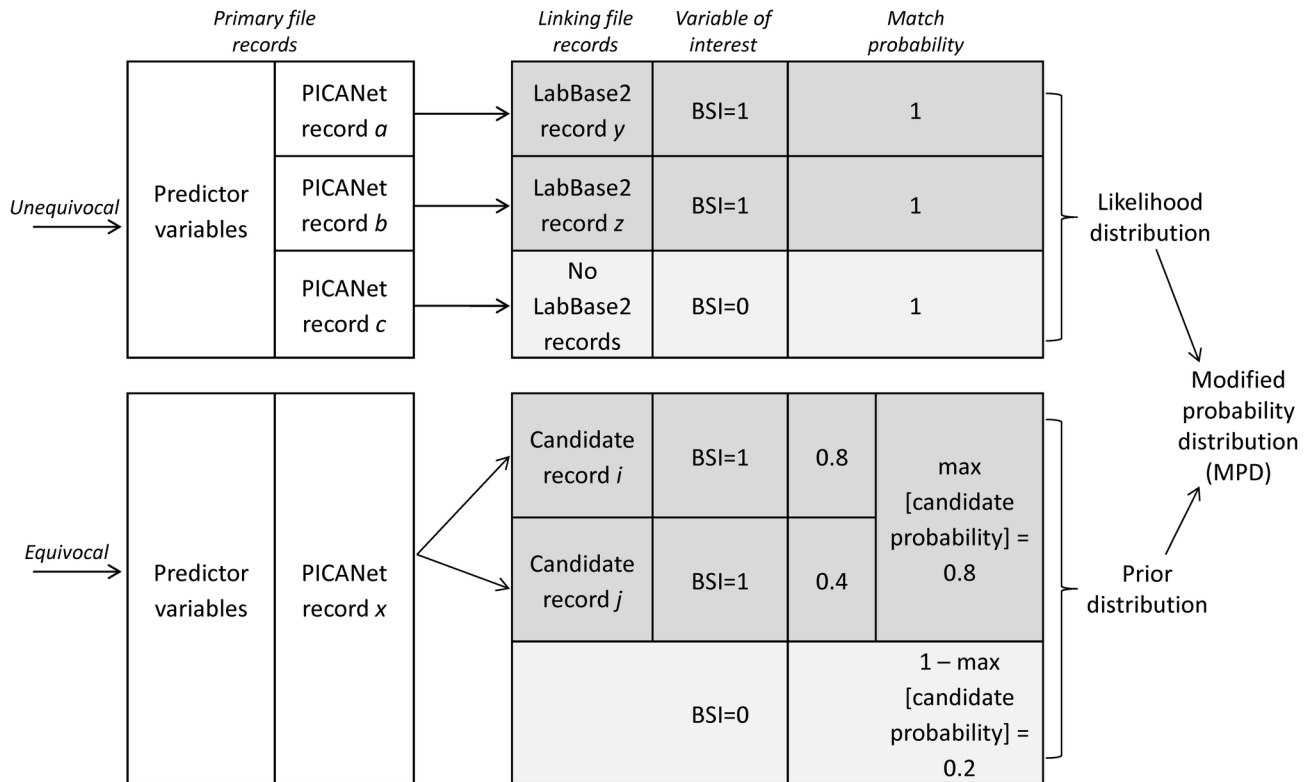 Primary file
records
Linking file
records
Variable of
interest
Match
probability
Unequivocal
Predictor
variables
PICANet
record a
LabBase2
record y
BSI=1
1
PICANet
record b
LabBase2
record z
BSI=1
1
PICANet
record c
No
LabBase2
records
BSI=0
1
Likelihood
distribution
Modified
probability
distribution
(MPD)
Equivocal
Predictor
variables
PICANet
record x
Candidate
record i
BSI=1
0.8
Candidate
record j
BSI=1
0.4
max
[candidate
probability] =
0.8
BSI=0
1 – max
[candidate
probability] =
0.2
Prior
distribution